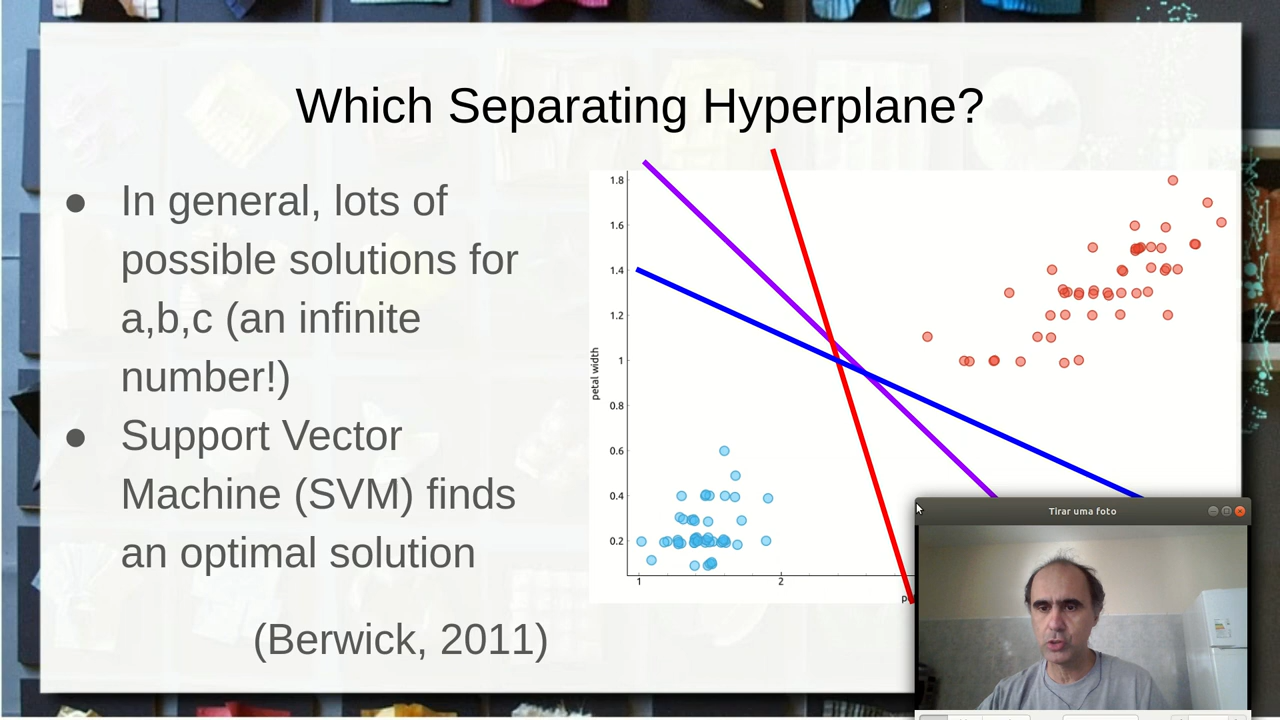 Which Separating Hyperplane?
● In general, lots of
possible solutions for
a,b,c (an infinite
number!)
● Support Vector
Machine (SVM) finds
an optimal solution
(Berwick, 2011)
1.8
1.6
1.4
1.2
1
0.8
0.6
0.4
0.2
petal width
1
2
Tirar uma foto